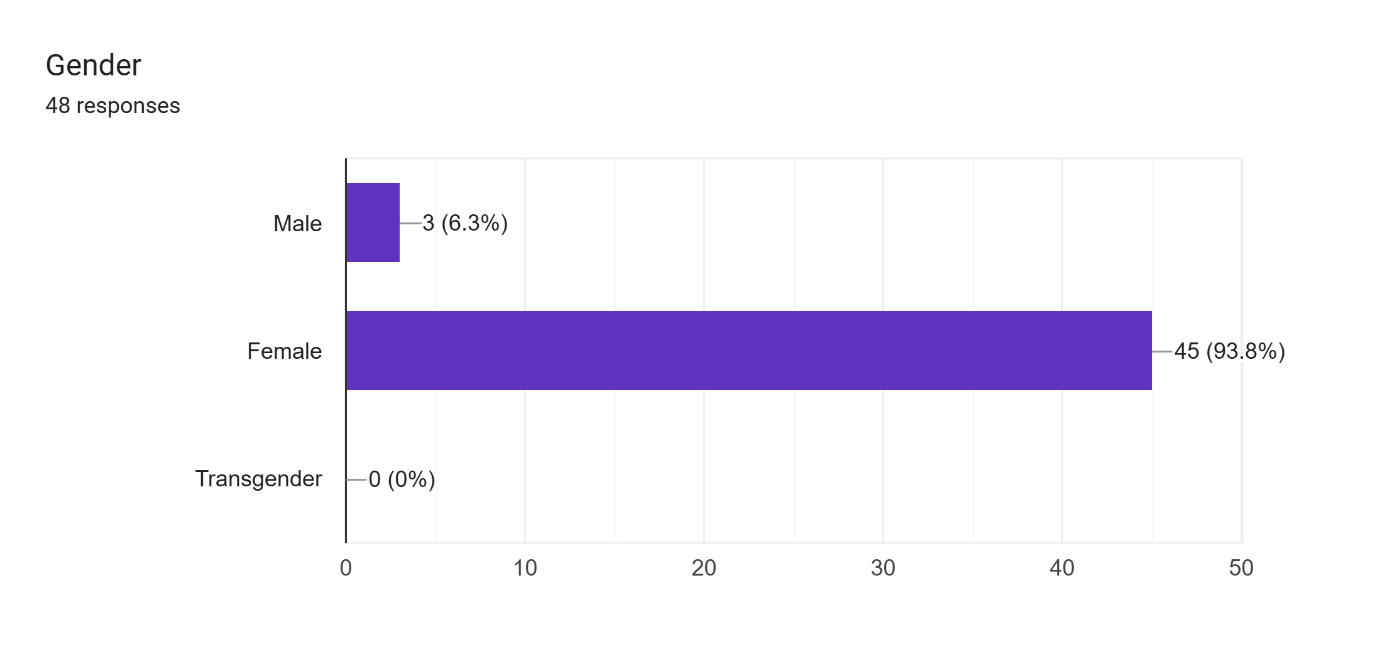 Gender
48 responses
Male
3 (6.3%)
Female
45 (93.8%)
Transgender
0 (0%)
0 10 20 30 40 50